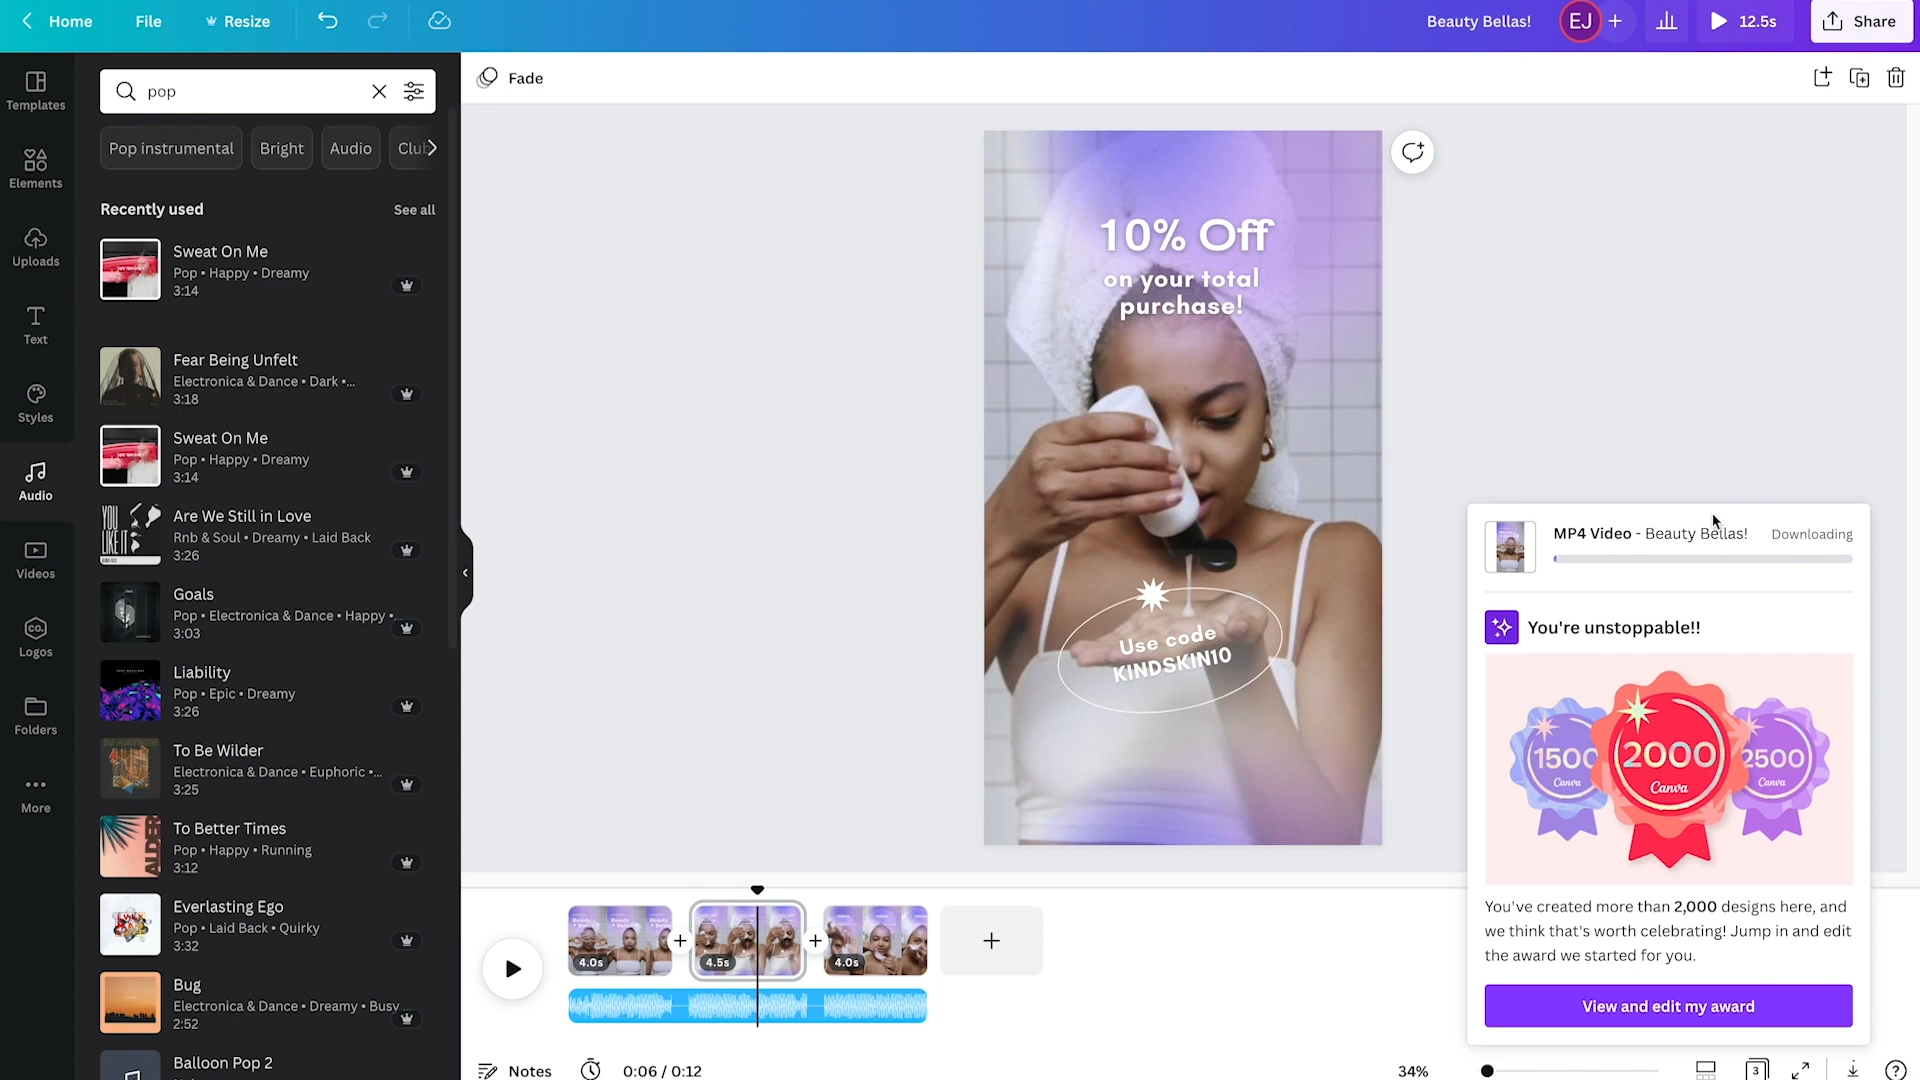 Home
File
Resize
Beauty Bellas!
EJ
12.5s
Share
Templates
Elements
Uploads
Text
Styles
Audio
Videos
CO.
Logos
Folders
More
pop
Pop instrumental
Bright
Audio
Club
Recently used
See all
Sweat On Me
Pop • Happy • Dreamy
3:14
Fear Being Unfelt
Electronica & Dance • Dark •...
3:18
Sweat On Me
Pop • Happy • Dreamy
3:14
YOU
LIKE IT
Are We Still in Love
Rnb & Soul • Dreamy • Laid Back
3:26
Goals
Pop • Electronica & Dance • Happy •...
3:03
Liability
Pop • Epic • Dreamy
3:26
To Be Wilder
Electronica & Dance • Euphoric •...
3:25
ALDER
To Better Times
Pop • Happy • Running
3:12
Everlasting Ego
Pop • Laid Back • Quirky
3:32
Bug
Electronica & Dance • Dreamy • Busy...
2:52
Balloon Pop 2
Fade
10% Off
on your total
purchase!
Use code
KINDSKIN10
MP4 Video - Beauty Bellas!
Downloading
You're unstoppable!!
1500
Canva
2000
Canva
2500
Canva
You've created more than 2,000 designs here, and
we think that's worth celebrating! Jump in and edit
the award we started for you.
View and edit my award
4.0s
4.5s
4.0s
Notes
0:06 / 0:12
34%
3